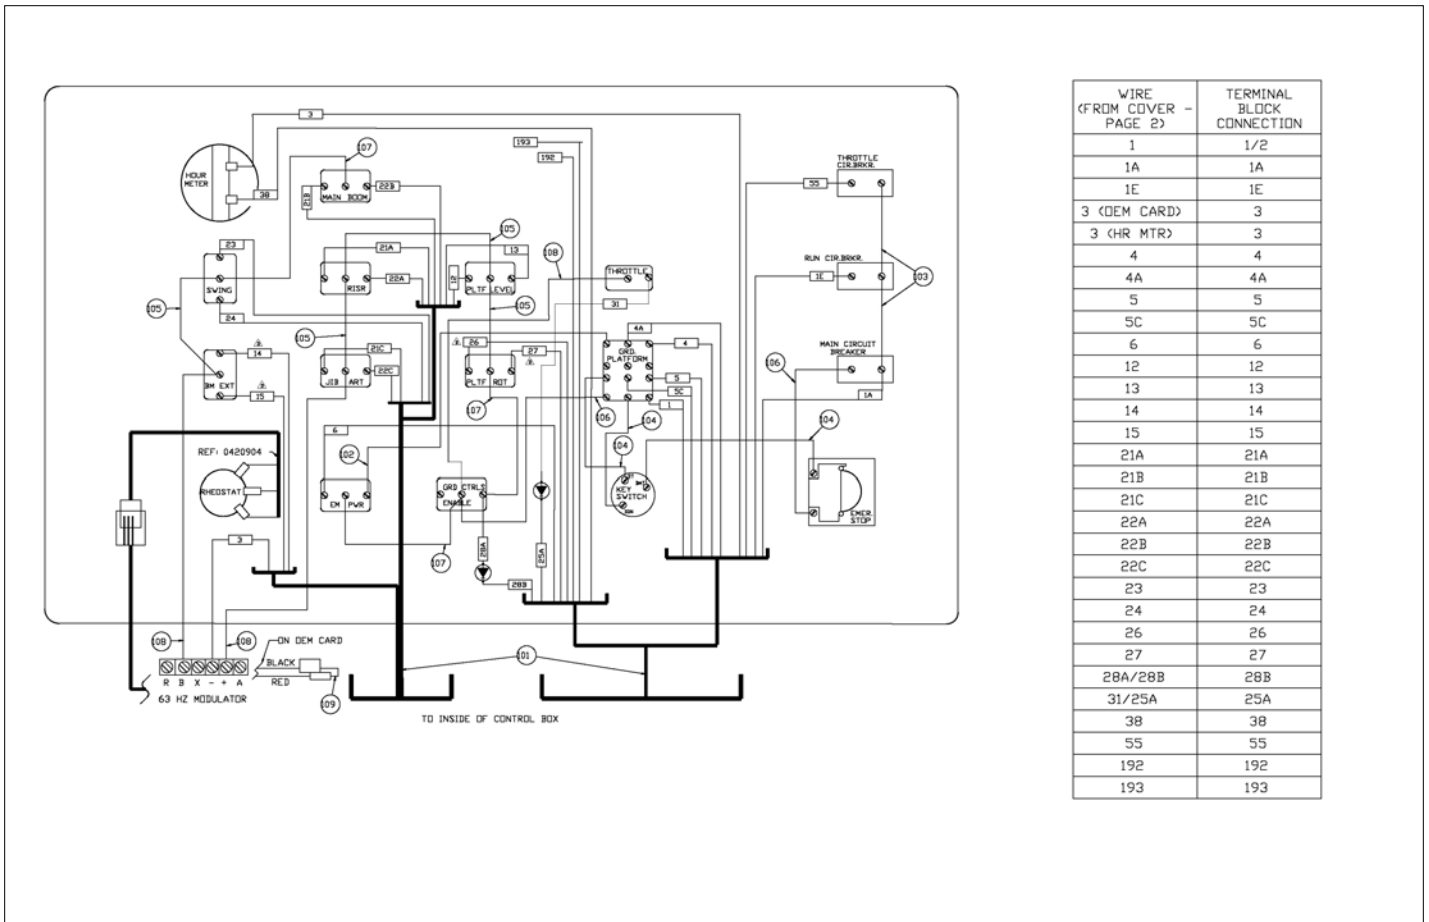 3
107
193
192
THROTTLE
CIR.BRKR.
HOUR
METER
38
21B
22B
MAIN BOOM
55
23
105
21A
13
108
RUN CIR.BRKR.
1E
103
THROTTLE
22A
RISR
12
PLTF LEVEL
SWING
105
31
105
24
105
4A
4
MAIN CIRCUIT
BREAKER
14
21C
26
27
GRD.
PLATFORM
106
BM EXT
22C
JIB ART
PLTF ROT
5
5C
1A
15
107
1
106
104
104
6
104
REF: 0420904
102
RHEOSTAT
EM PWR
GRD CTRLS
ENABLE
KEY
SWITCH
IGN
EMER.
STOP
3
28A
25A
107
28B
108
108
ON OEM CARD
BLACK
RED
R B X - + A
63 HZ MODULATOR
109
101
TO INSIDE OF CONTROL BOX
WIRE
(FROM COVER -
PAGE 2)
TERMINAL
BLOCK
CONNECTION
1 1/2
1A 1A
1E 1E
3 (OEM CARD) 3
3 (HR MTR) 3
4 4
4A 4A
5 5
5C 5C
6 6
12 12
13 13
14 14
15 15
21A 21A
21B 21B
21C 21C
22A 22A
22B 22B
22C 22C
23 23
24 24
26 26
27 27
28A/28B 28B
31/25A 25A
38 38
55 55
192 192
193 193